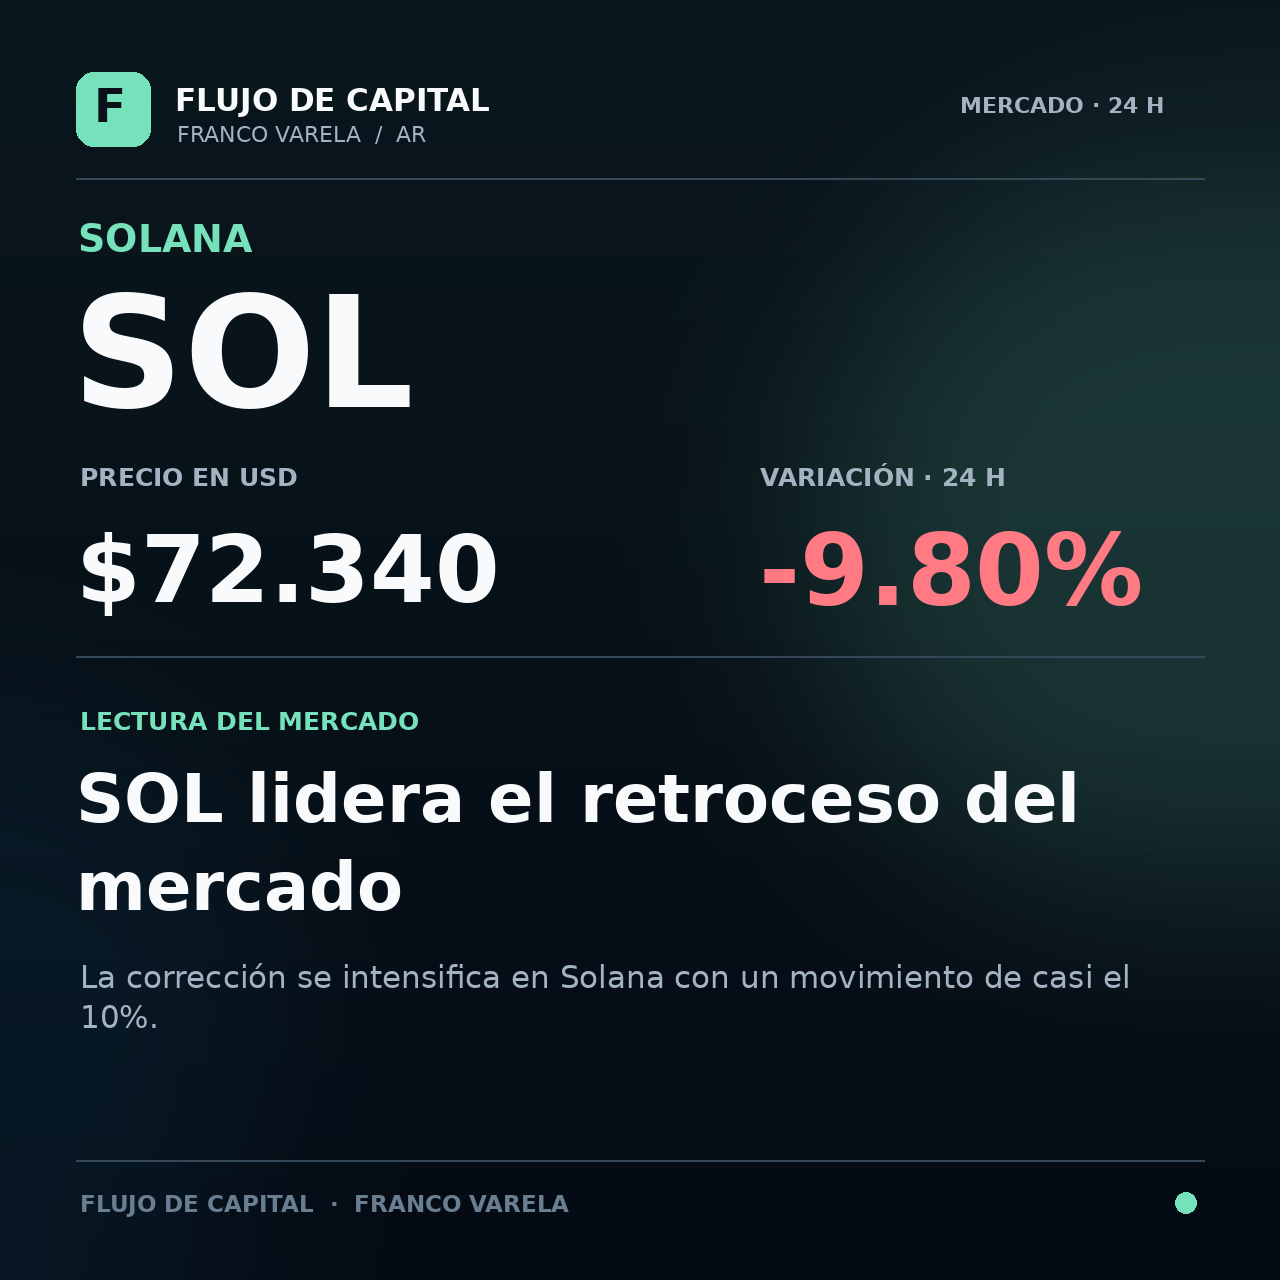 F
FLUJO DE CAPITAL
FRANCO VARELA / AR
MERCADO · 24 H
SOLANA
SOL
PRECIO EN USD
VARIACIÓN · 24 H
$72.340
-9.80%
LECTURA DEL MERCADO
SOL lidera el retroceso del
mercado
La corrección se intensifica en Solana con un movimiento de casi el
10%.
FLUJO DE CAPITAL · FRANCO VARELA